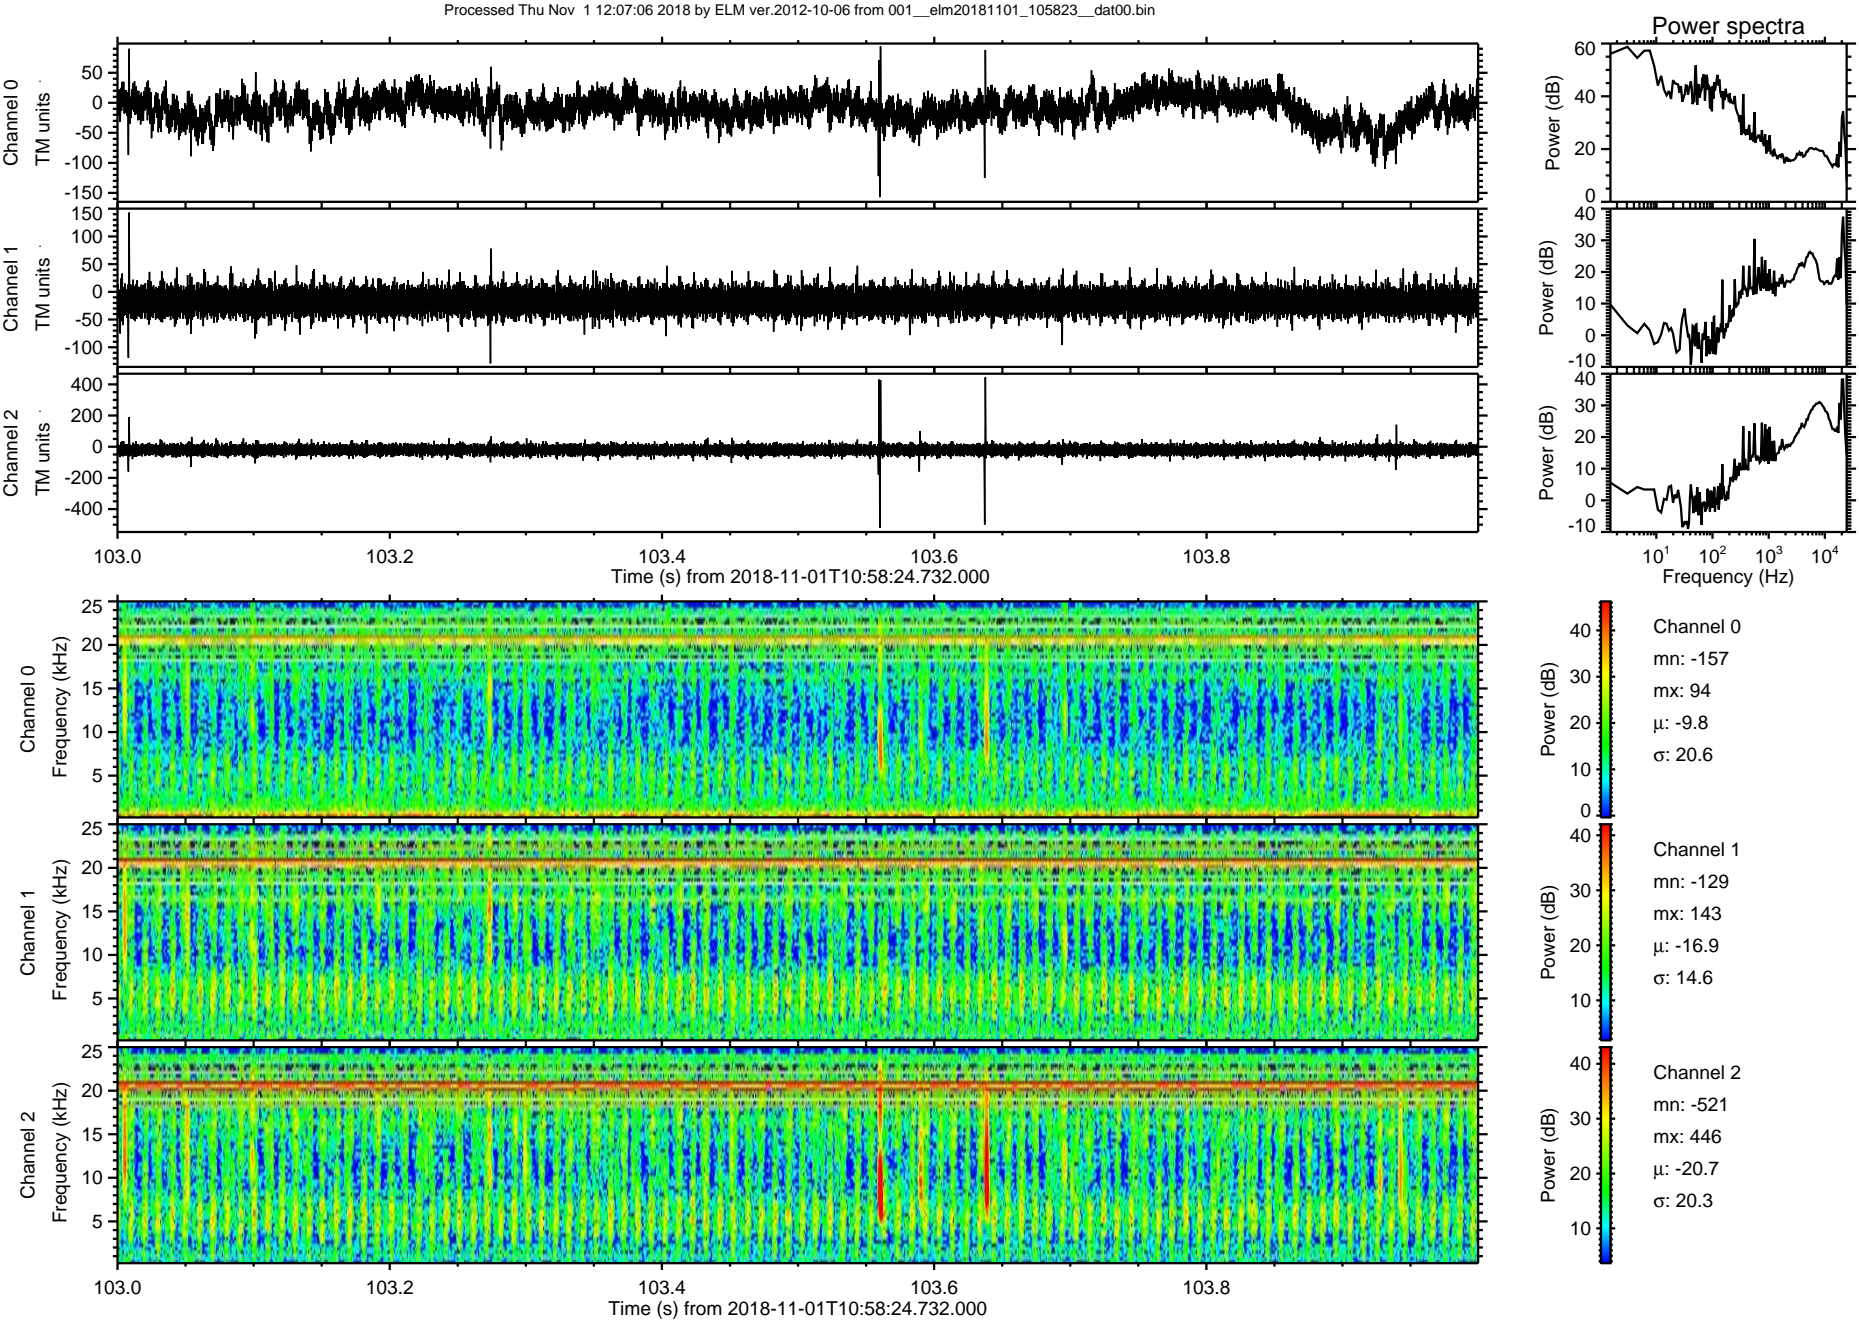 Processed Thu Nov  1 12:07:06 2018 by ELM ver.2012-10-06 from 001__elm20181101_105823__dat00.bin
Power spectra
Channel 0
TM units
50
0
-50
-100
-150
Power (dB)
60
40
20
0
Channel 1
TM units
150
100
50
0
-50
-100
Power (dB)
40
30
20
10
0
-10
Channel 2
TM units
400
200
0
-200
-400
Power (dB)
40
30
20
10
0
-10
103.0 103.2 103.4 103.6 103.8
Time (s) from 2018-11-01T10:58:24.732.000
10¹ 10² 10³ 10⁴
Frequency (Hz)
Channel 0
Frequency (kHz)
25
20
15
10
5
Power (dB)
40
30
20
10
0
Channel 0
mn: -157
mx: 94
μ: -9.8
σ: 20.6
Channel 1
Frequency (kHz)
25
20
15
10
5
Power (dB)
40
30
20
10
Channel 1
mn: -129
mx: 143
μ: -16.9
σ: 14.6
Channel 2
Frequency (kHz)
25
20
15
10
5
Power (dB)
40
30
20
10
Channel 2
mn: -521
mx: 446
μ: -20.7
σ: 20.3
103.0 103.2 103.4 103.6 103.8
Time (s) from 2018-11-01T10:58:24.732.000